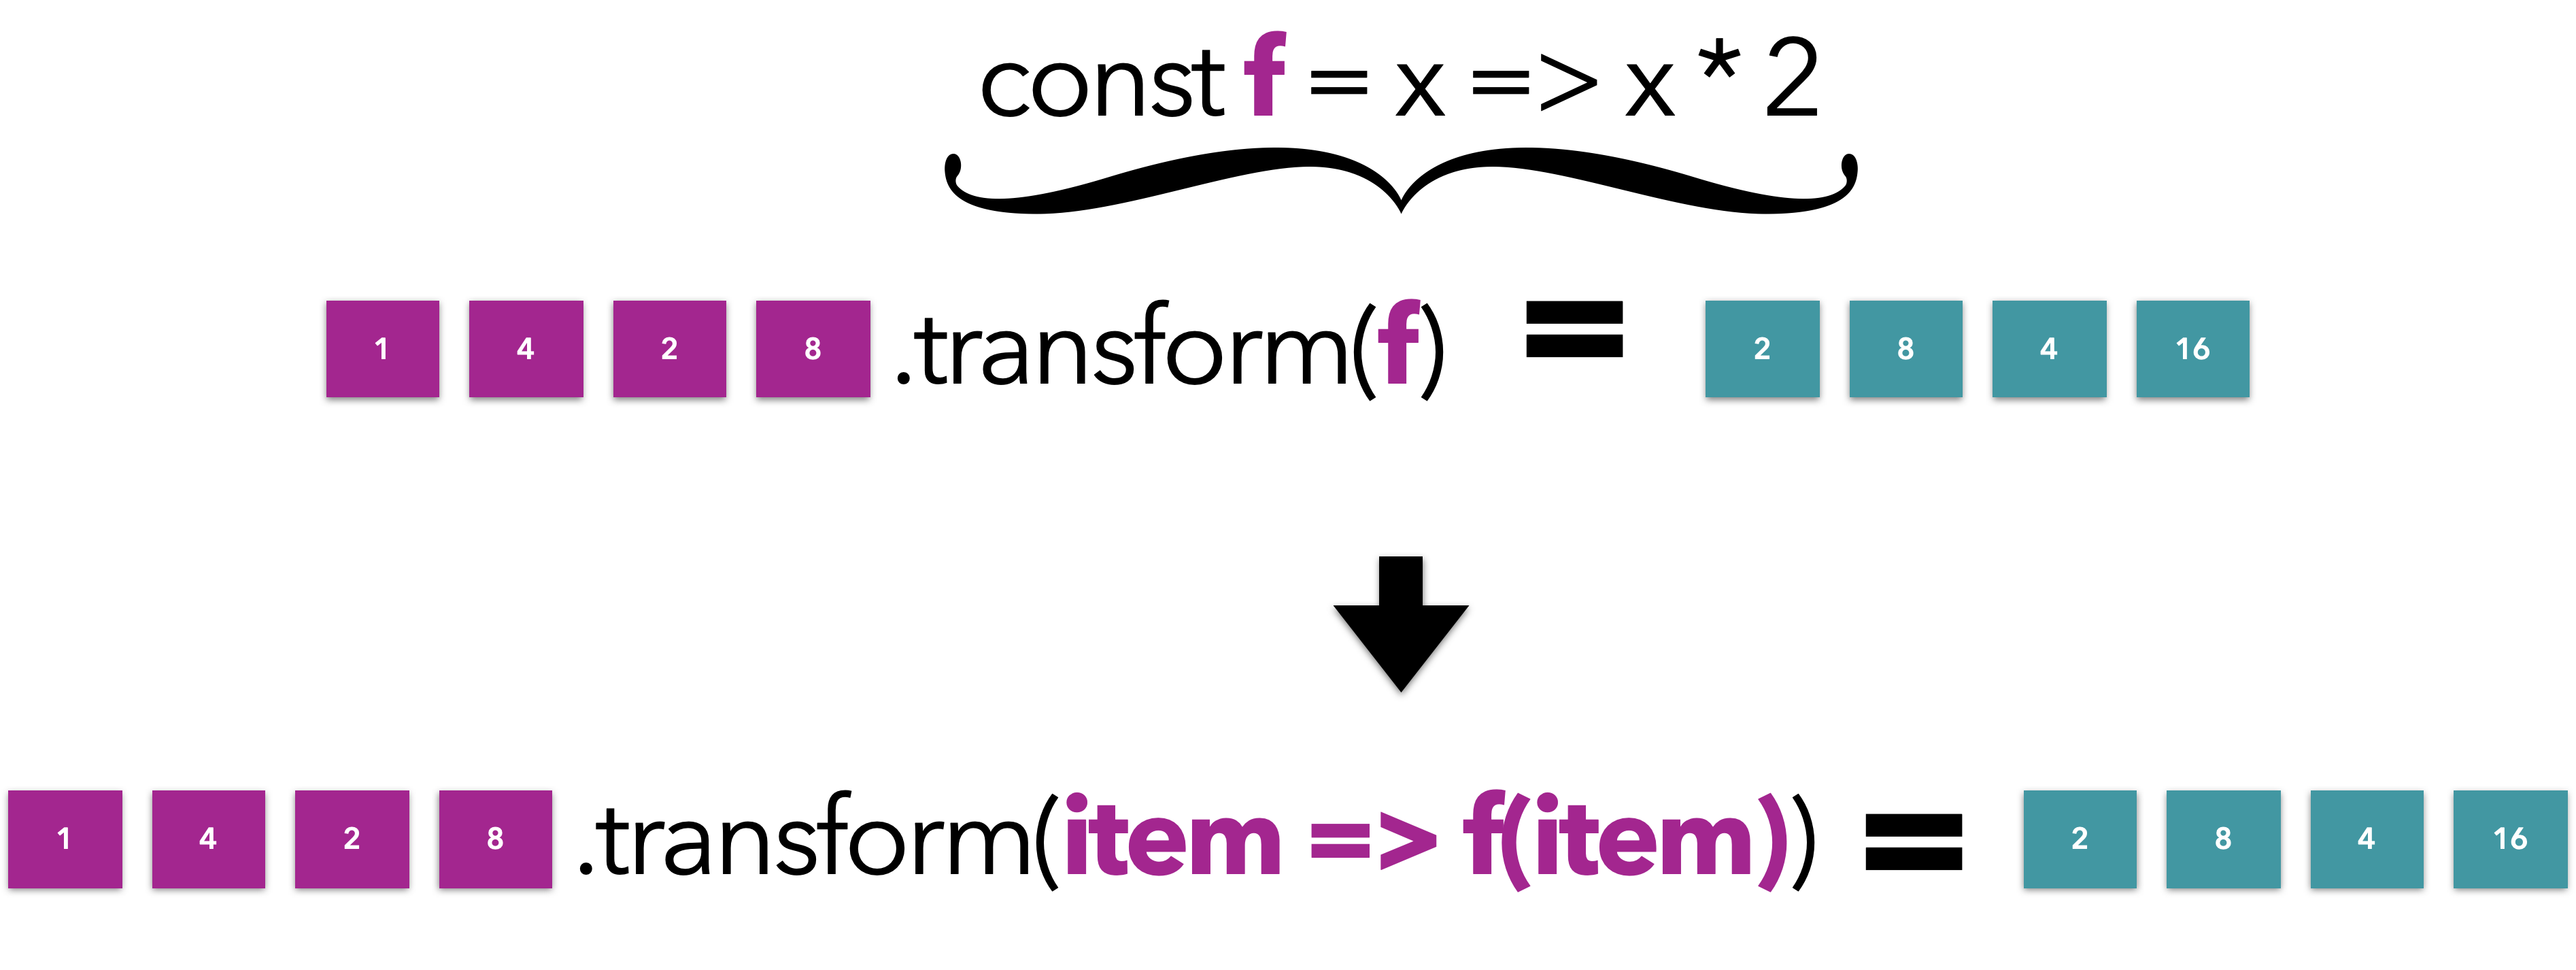 const f = x => x * 2
1 4 2 8 .transform(f) = 2 8 4 16
1 4 2 8 .transform(item => f(item)) = 2 8 4 16